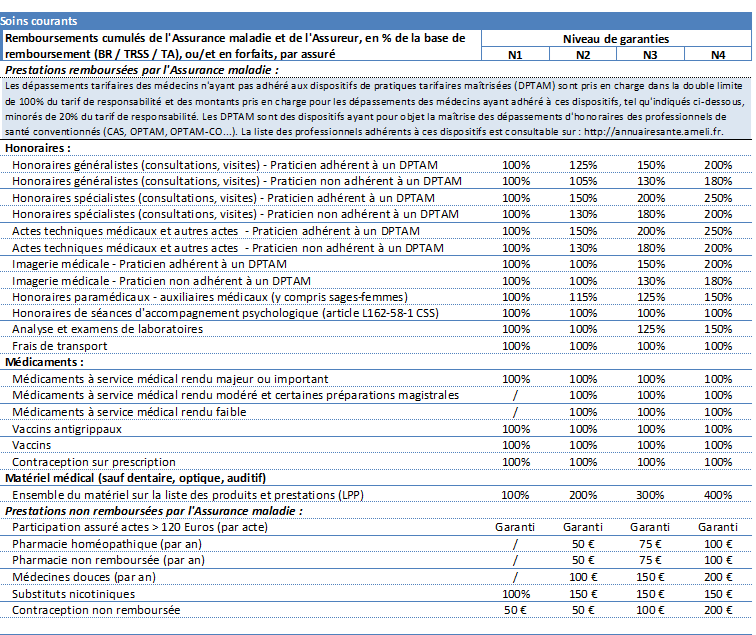 Soins courants
Remboursements cumulés de l'Assurance maladie et de l'Assureur, en % de la base de remboursement (BR / TRSS / TA), ou/et en forfaits, par assuré
Niveau de garanties
N1 N2 N3 N4
Prestations remboursées par l'Assurance maladie :
Les dépassements tarifaires des médecins n'ayant pas adhéré aux dispositifs de pratiques tarifaires maîtrisées (DPTAM) sont pris en charge dans la double limite
de 100% du tarif de responsabilité et des montants pris en charge pour les dépassements des médecins ayant adhéré à ces dispositifs, tel qu'indiqués ci-dessous,
minorés de 20% du tarif de responsabilité. Les DPTAM sont des dispositifs ayant pour objet la maîtrise des dépassements d'honoraires des professionnels de
santé conventionnés (CAS, OPTAM, OPTAM-CO...). La liste des professionnels adhérents à ces dispositifs est consultable sur : http://annuairesante.ameli.fr.
Honoraires :
Honoraires généralistes (consultations, visites) - Praticien adhérent à un DPTAM 100% 125% 150% 200%
Honoraires généralistes (consultations, visites) - Praticien non adhérent à un DPTAM 100% 105% 130% 180%
Honoraires spécialistes (consultations, visites) - Praticien adhérent à un DPTAM 100% 150% 200% 250%
Honoraires spécialistes (consultations, visites) - Praticien non adhérent à un DPTAM 100% 130% 180% 200%
Actes techniques médicaux et autres actes - Praticien adhérent à un DPTAM 100% 150% 200% 250%
Actes techniques médicaux et autres actes - Praticien non adhérent à un DPTAM 100% 130% 180% 200%
Imagerie médicale - Praticien adhérent à un DPTAM 100% 100% 150% 200%
Imagerie médicale - Praticien non adhérent à un DPTAM 100% 100% 130% 180%
Honoraires paramédicaux - auxiliaires médicaux (y compris sages-femmes) 100% 115% 125% 150%
Honoraires de séances d'accompagnement psychologique (article L162-58-1 CSS) 100% 100% 100% 100%
Analyse et examens de laboratoires 100% 100% 125% 150%
Frais de transport 100% 100% 100% 100%
Médicaments :
Médicaments à service médical rendu majeur ou important 100% 100% 100% 100%
Médicaments à service médical rendu modéré et certaines préparations magistrales / 100% 100% 100%
Médicaments à service médical rendu faible / 100% 100% 100%
Vaccins antigrippaux 100% 100% 100% 100%
Vaccins 100% 100% 100% 100%
Contraception sur prescription 100% 100% 100% 100%
Matériel médical (sauf dentaire, optique, auditif)
Ensemble du matériel sur la liste des produits et prestations (LPP) 100% 200% 300% 400%
Prestations non remboursées par l'Assurance maladie :
Participation assuré actes > 120 Euros (par acte) Garanti Garanti Garanti Garanti
Pharmacie homéopathique (par an) / 50 € 75 € 100 €
Pharmacie non remboursée (par an) / 50 € 75 € 100 €
Médecines douces (par an) / 100 € 150 € 200 €
Substituts nicotiniques 100% 150 € 150 € 150 €
Contraception non remboursée 50 € 50 € 100 € 200 €